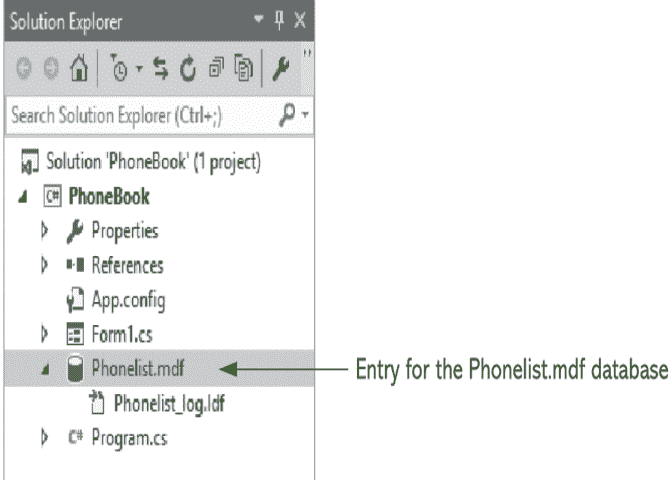 Solution Explorer
Search Solution Explorer (Ctrl+;)
Solution 'PhoneBook' (1 project)
C# PhoneBook
Properties
References
App.config
Form1.cs
Phonelist.mdf
Entry for the Phonelist.mdf database
Phonelist_log.ldf
C# Program.cs